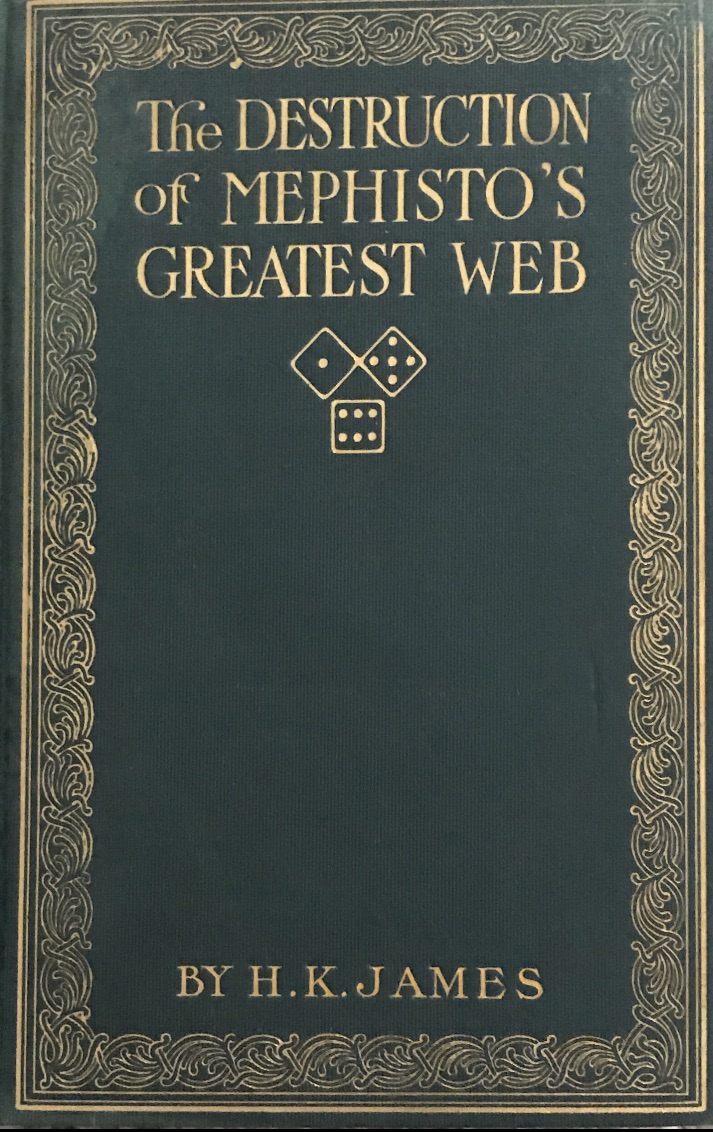 The DESTRUCTION
of MEPHISTO'S
GREATEST WEB
BY H.K.JAMES